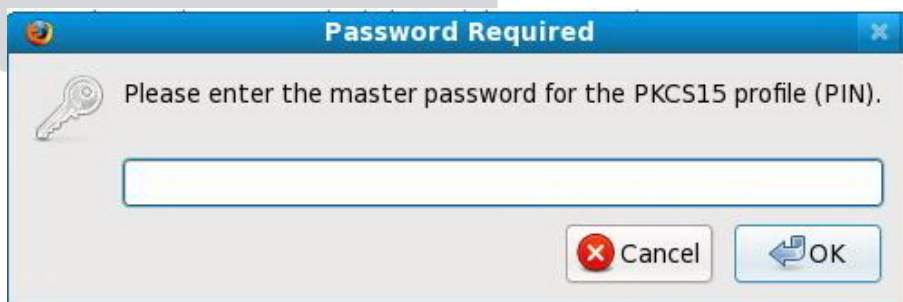 Password Required
Please enter the master password for the PKCS15 profile (PIN).
Cancel
OK